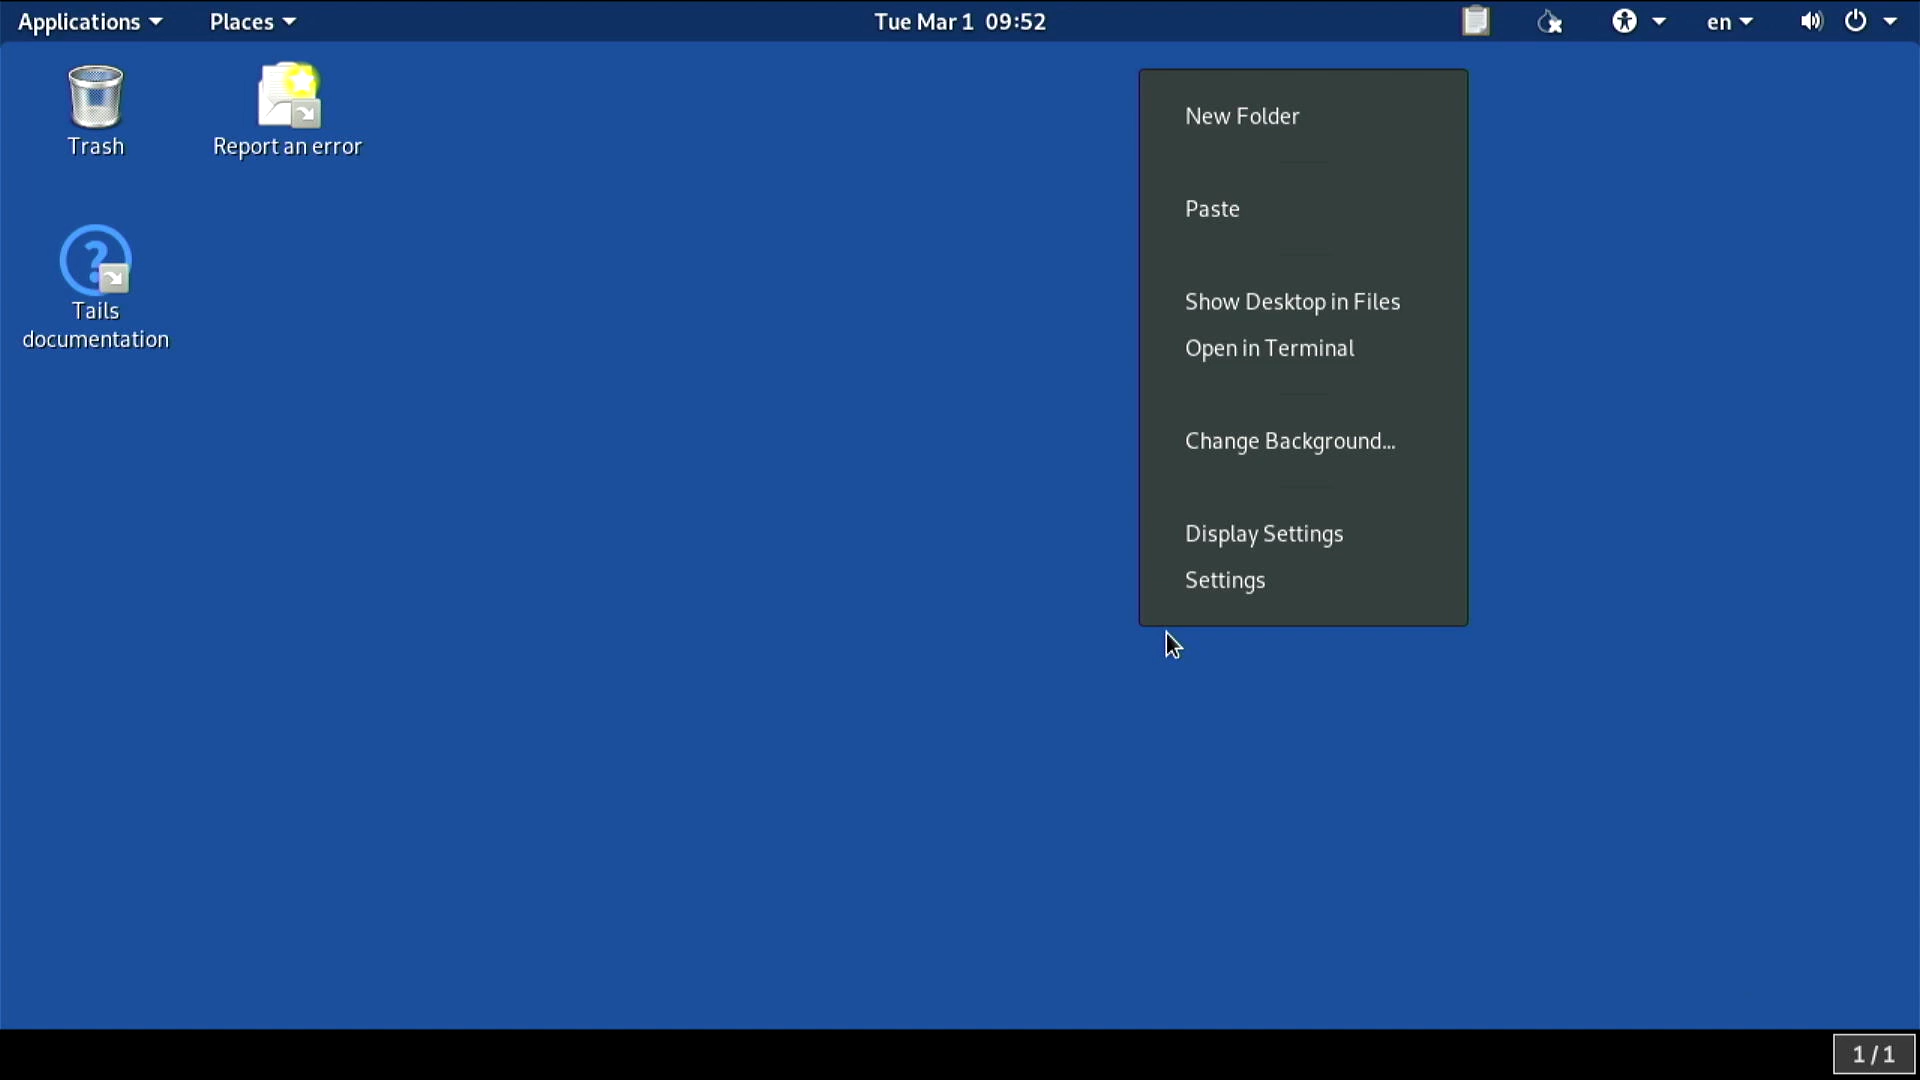 Applications Places Tue Mar 1 09:52 en
Trash
Report an error
Tails
documentation
New Folder
Paste
Show Desktop in Files
Open in Terminal
Change Background...
Display Settings
Settings
1 / 1